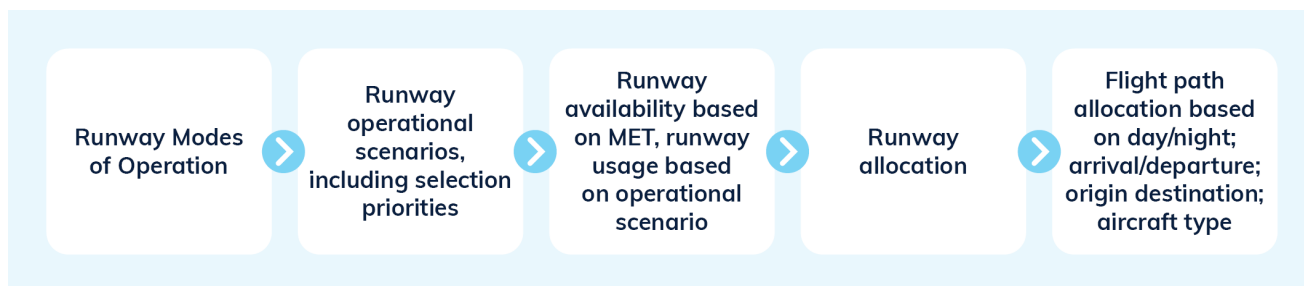 Runway Modes
of Operation
Runway
operational
scenarios,
including selection
priorities
Runway
availability based
on MET, runway
usage based
on operational
scenario
Runway
allocation
Flight path
allocation based
on day/night;
arrival/departure;
origin destination;
aircraft type